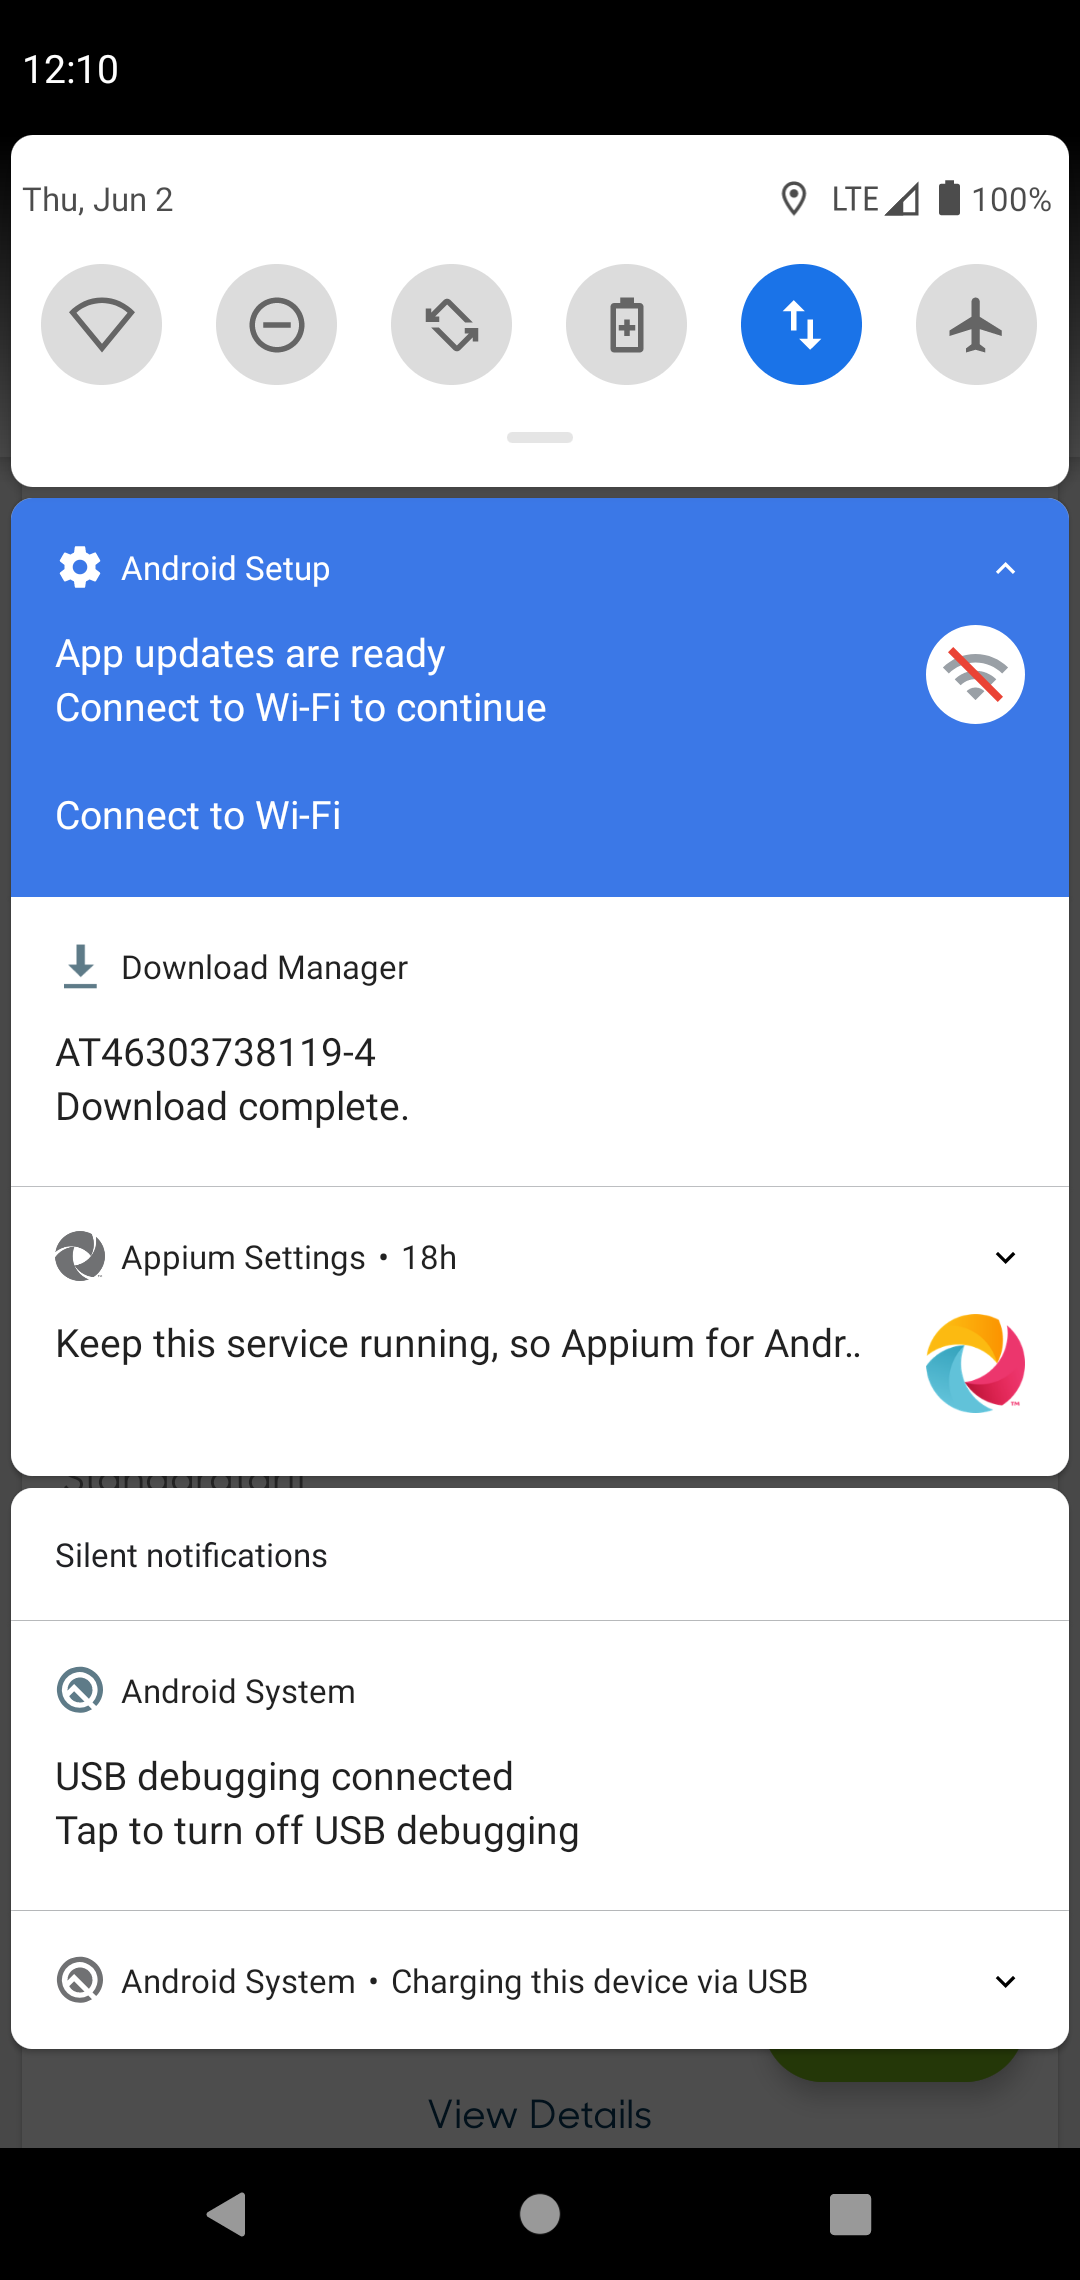 12:10
Thu, Jun 2
LTE
100%
Android Setup
App updates are ready
Connect to Wi-Fi to continue
Connect to Wi-Fi
Download Manager
AT46303738119-4
Download complete.
Appium Settings • 18h
Keep this service running, so Appium for Andr..
Silent notifications
Android System
USB debugging connected
Tap to turn off USB debugging
Android System • Charging this device via USB
View Details